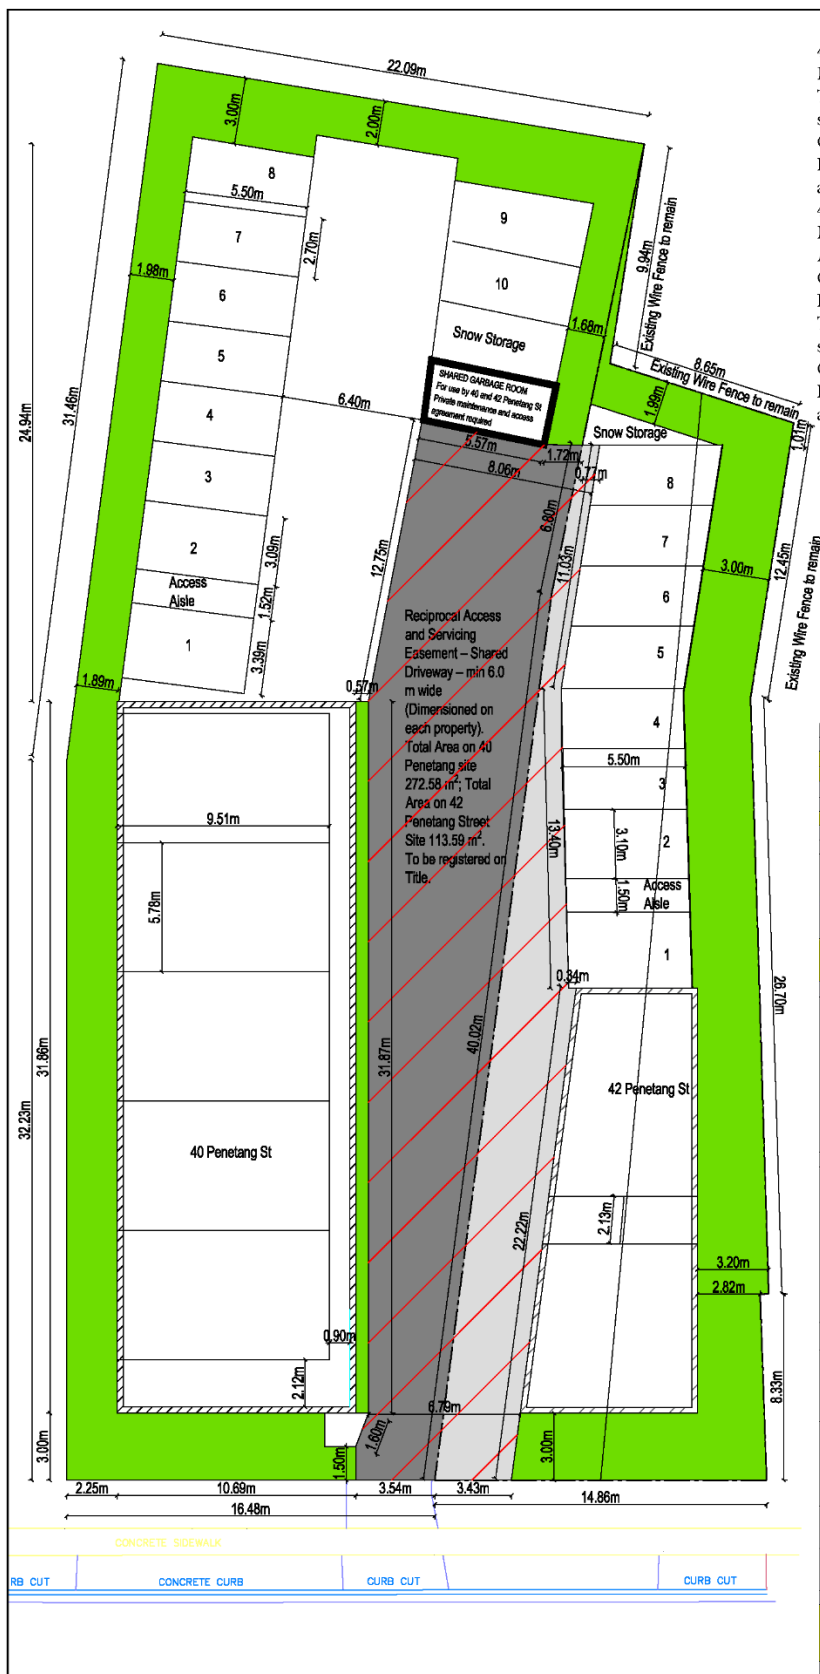 22.09m
3.00m
2.00m
8
5.50m
9
7
2.70m
9.94m
Existing Wire Fence to remain
1.98m
10
6
1.68m
Snow Storage
5
8.65m
Existing Wire Fence to remain
SHARED GARBAGE ROOM
For use by 40 and 42 Penetang St
Private maintenance and access
agreement required
24.94m
31.46m
6.40m
1.99m
4
Snow Storage
1.01m
5.57m
1.72m
8.06m
0.77m
3
8
6.80m
7
2
3.09m
12.75m
11.03m
3.00m
12.45m
Existing Wire Fence to remain
Access
Aisle
1.52m
6
1
3.39m
Reciprocal Access
and Servicing
Easement – Shared
Driveway – min 6.0
m wide
(Dimensioned on
each property).
Total Area on 40
Penetang site
272.58 m²; Total
Area on 42
Penetang Street
Site 113.59 m².
To be registered on
Title.
5
1.89m
0.57m
4
5.50m
3
9.51m
13.40m
3.10m
2
5.78m
1.50m
Access
Aisle
1
0.34m
26.70m
31.86m
31.87m
40.02m
32.23m
42 Penetang St
40 Penetang St
2.13m
22.22m
3.20m
2.82m
0.90m
2.12m
8.33m
6.79m
1.60m
3.00m
1.50m
3.00m
2.25m
10.69m
3.54m
3.43m
14.86m
16.48m
CONCRETE SIDEWALK
RB CUT
CONCRETE CURB
CURB CUT
CURB CUT